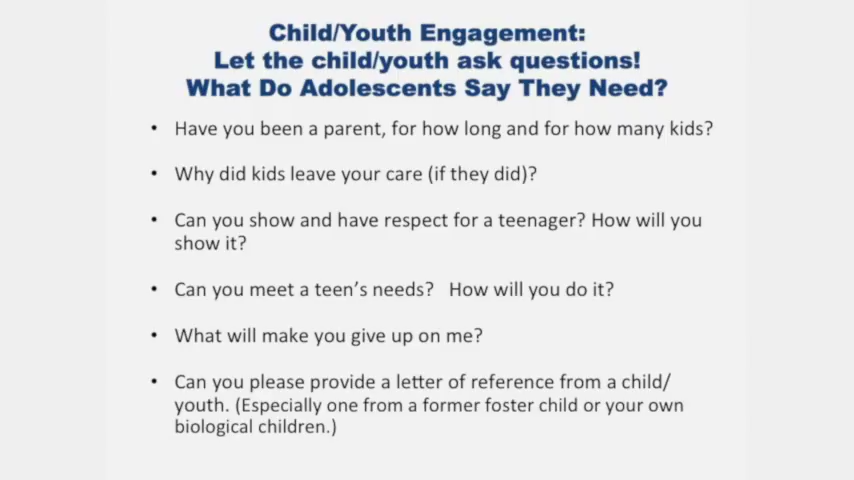 Child/Youth Engagement:
Let the child/youth ask questions!
What Do Adolescents Say They Need?
• Have you been a parent, for how long and for how many kids?
• Why did kids leave your care (if they did)?
• Can you show and have respect for a teenager? How will you
show it?
• Can you meet a teen’s needs?   How will you do it?
• What will make you give up on me?
• Can you please provide a letter of reference from a child/
youth. (Especially one from a former foster child or your own
biological children.)